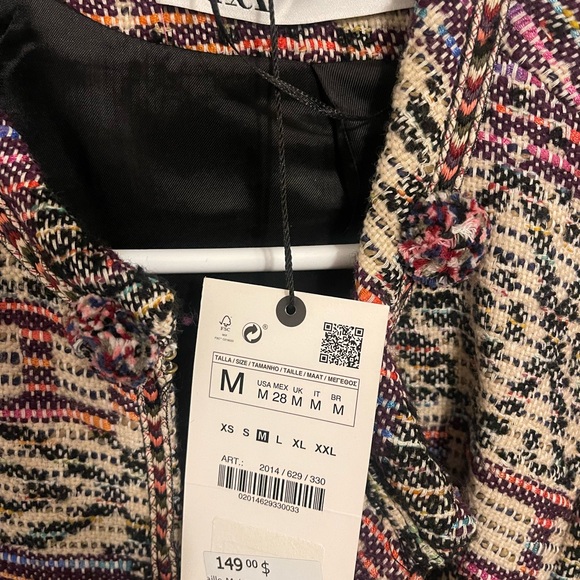 FSC
TALLA / SIZE / TAMANHO / TAILLE / MAAT / ΜΕΓΕΘΟΣ
M
USA MEX UK IT BR
M 28 M M M
XS S M L XL XXL
ART.: 2014 / 629 / 330
02014629330033
149 00 $